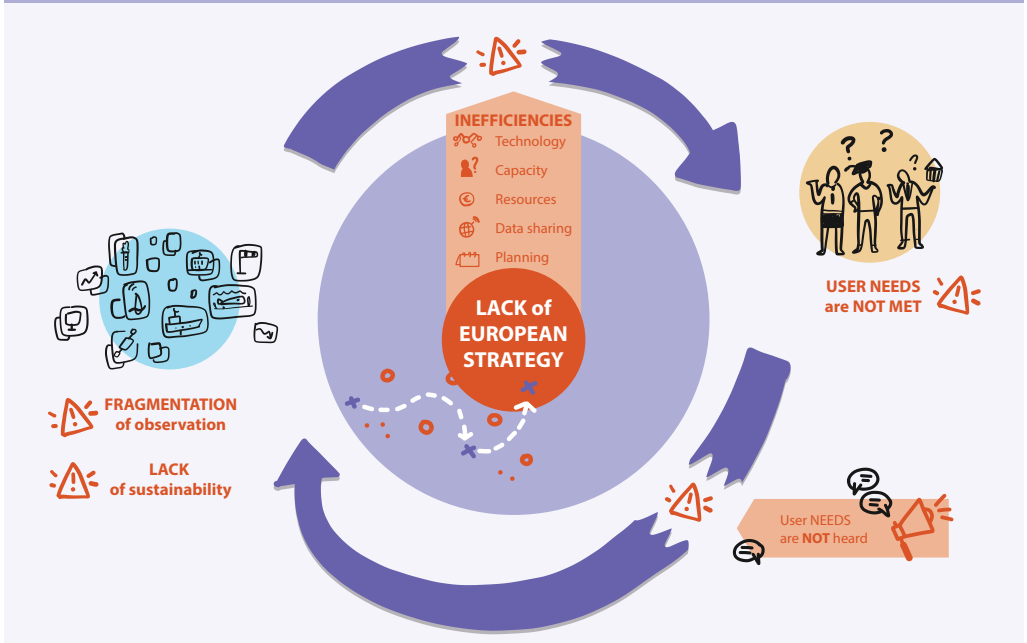 INEFFICIENCIES
Technology
Capacity
Resources
Data sharing
Planning
LACK of
EUROPEAN
STRATEGY
USER NEEDS
are NOT MET
User NEEDS
are NOT heard
FRAGMENTATION
of observation
LACK
of sustainability